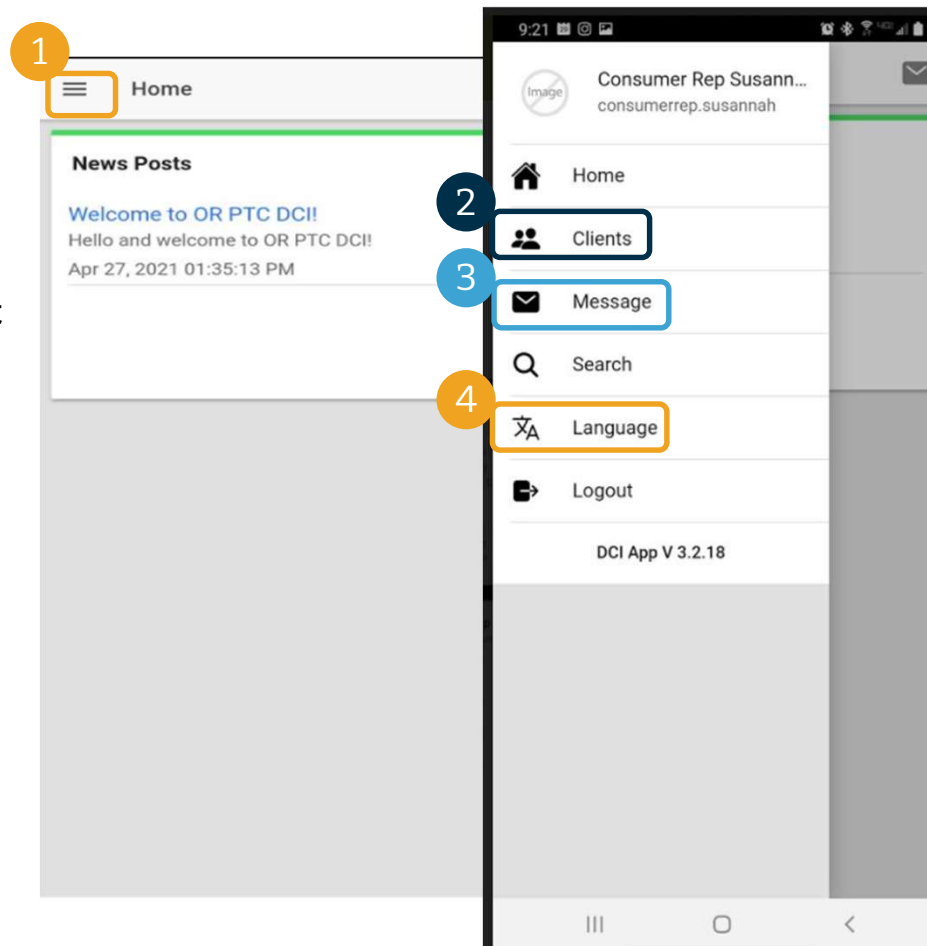 1
Home
News Posts
Welcome to OR PTC DCI!
Hello and welcome to OR PTC DCI!
Apr 27, 2021 01:35:13 PM
9:21
Image
Consumer Rep Susann...
consumerrep.susannah
Home
2
Clients
3
Message
Search
4
Language
Logout
DCI App V 3.2.18